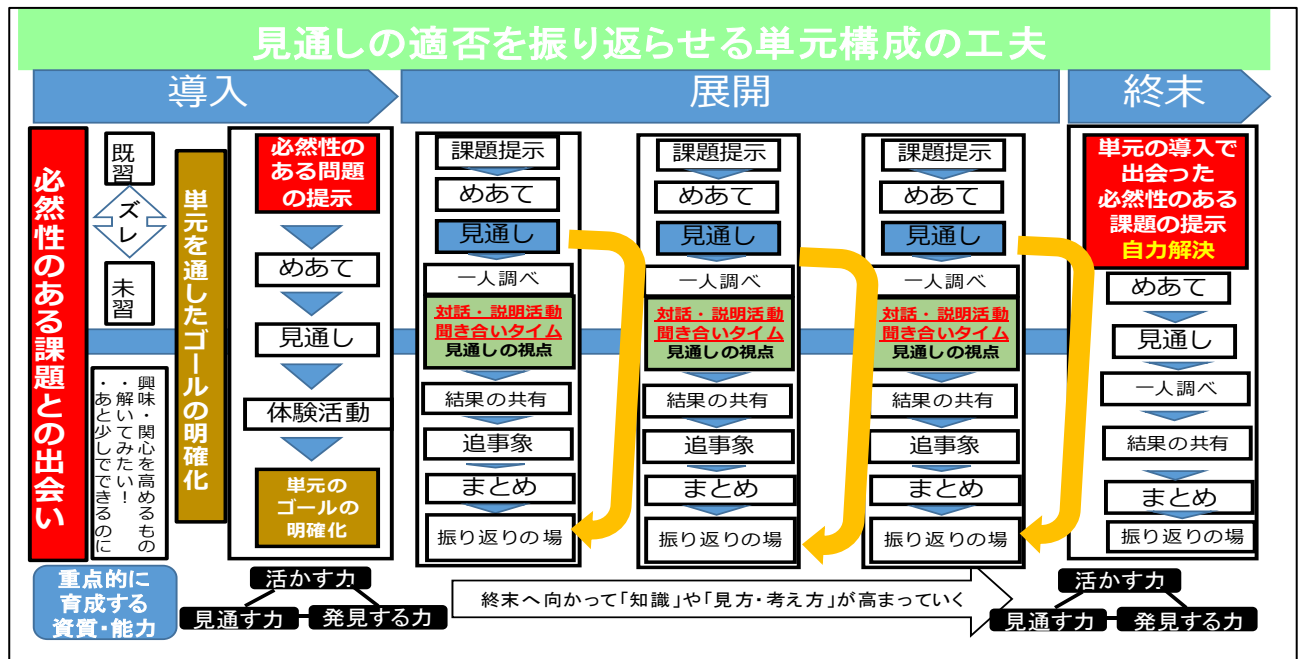 見通しの適否を振り返らせる単元構成の工夫
導入
展開
終末
必然性のある課題との出会い
既習
ズレ
未習
興味・関心を高めるもの
・解いてみたい！
・あと少しでできるのに
単元を通したゴールの明確化
必然性の
ある問題
の提示
めあて
見通し
体験活動
単元の
ゴールの
明確化
課題提示
めあて
見通し
一人調べ
対話・説明活動
聞き合いタイム
見通しの視点
結果の共有
追事象
まとめ
振り返りの場
課題提示
めあて
見通し
一人調べ
対話・説明活動
聞き合いタイム
見通しの視点
結果の共有
追事象
まとめ
振り返りの場
課題提示
めあて
見通し
一人調べ
対話・説明活動
聞き合いタイム
見通しの視点
結果の共有
追事象
まとめ
振り返りの場
単元の導入で
出会った
必然性のある
課題の提示
自力解決
めあて
見通し
一人調べ
結果の共有
まとめ
振り返りの場
重点的に
育成する
資質・能力
活かす力
見通す力
発見する力
終末へ向かって「知識」や「見方・考え方」が高まっていく
活かす力
見通す力
発見する力